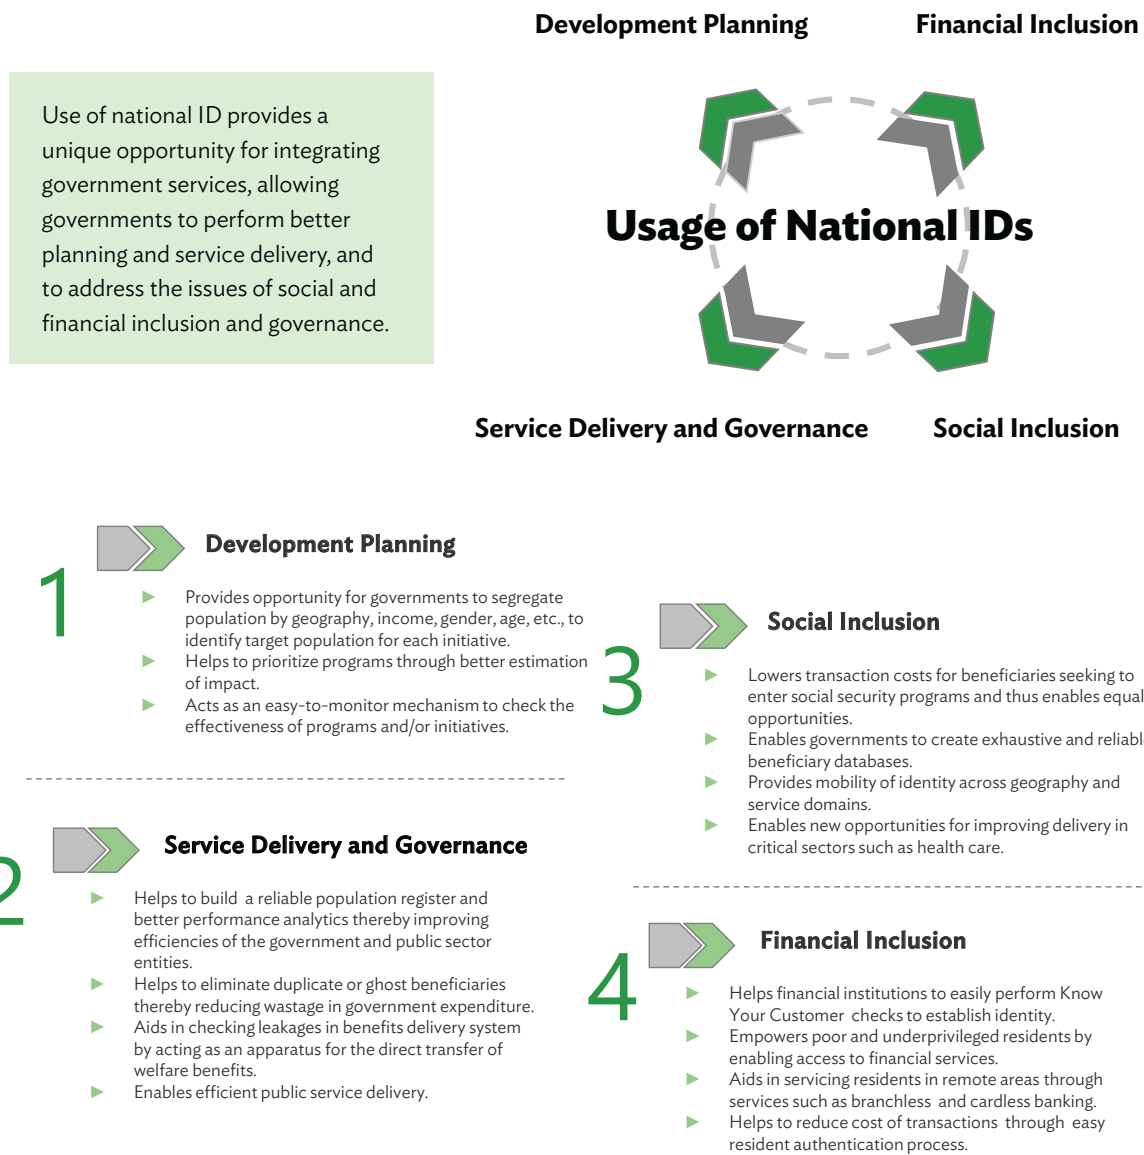 Development Planning
Financial Inclusion
Use of national ID provides a
unique opportunity for integrating
government services, allowing
governments to perform better
planning and service delivery, and
to address the issues of social and
financial inclusion and governance.
Usage of National IDs
Service Delivery and Governance
Social Inclusion
1
Development Planning
► Provides opportunity for governments to segregate
population by geography, income, gender, age, etc., to
identify target population for each initiative.
► Helps to prioritize programs through better estimation
of impact.
► Acts as an easy-to-monitor mechanism to check the
effectiveness of programs and/or initiatives.
2
Service Delivery and Governance
► Helps to build a reliable population register and
better performance analytics thereby improving
efficiencies of the government and public sector
entities.
► Helps to eliminate duplicate or ghost beneficiaries
thereby reducing wastage in government expenditure.
► Aids in checking leakages in benefits delivery system
by acting as an apparatus for the direct transfer of
welfare benefits.
► Enables efficient public service delivery.
3
Social Inclusion
► Lowers transaction costs for beneficiaries seeking to
enter social security programs and thus enables equal
opportunities.
► Enables governments to create exhaustive and reliabl
beneficiary databases.
► Provides mobility of identity across geography and
service domains.
► Enables new opportunities for improving delivery in
critical sectors such as health care.
4
Financial Inclusion
► Helps financial institutions to easily perform Know
Your Customer checks to establish identity.
► Empowers poor and underprivileged residents by
enabling access to financial services.
► Aids in servicing residents in remote areas through
services such as branchless and cardless banking.
► Helps to reduce cost of transactions through easy
resident authentication process.